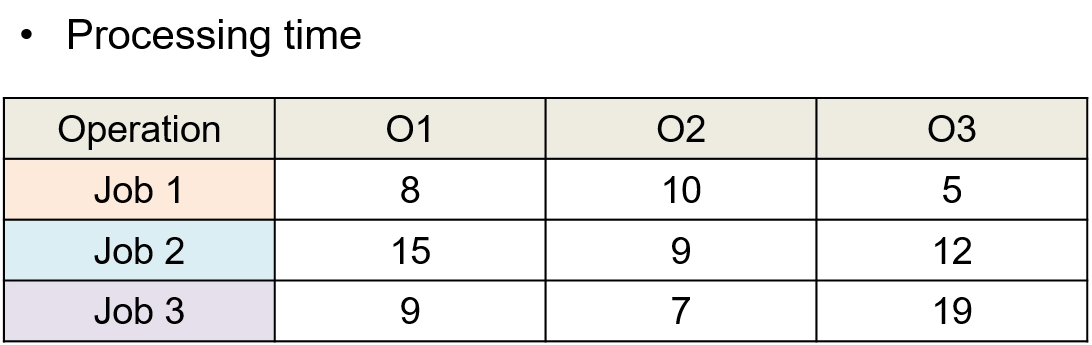 • Processing time
Operation O1 O2 O3
Job 1 8 10 5
Job 2 15 9 12
Job 3 9 7 19